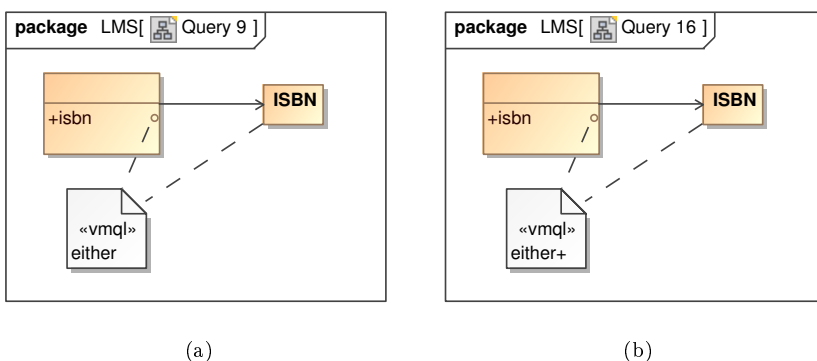 package LMS[ Query 9 ]
+isbn
ISBN
«vmql»
either
(a)
package LMS[ Query 16 ]
+isbn
ISBN
«vmql»
either+
(b)